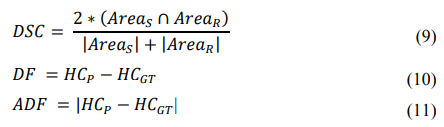 DSC = 2 * (Area_S ∩ Area_R) / |Area_S| + |Area_R| (9)
DF = HC_P − HC_GT (10)
ADF = |HC_P − HC_GT| (11)